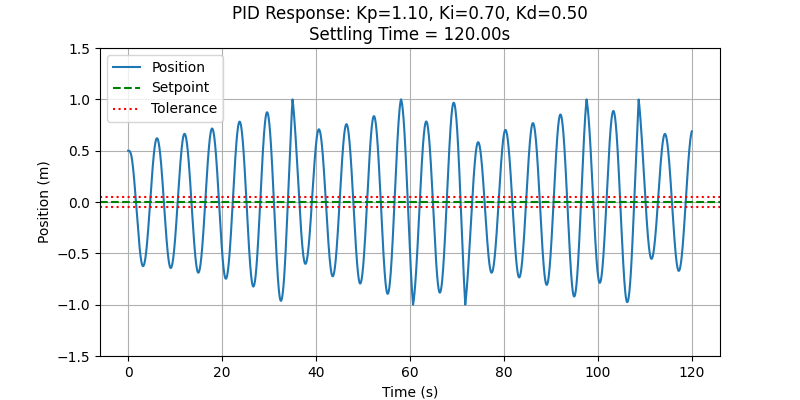 PID Response: Kp=1.10, Ki=0.70, Kd=0.50
Settling Time = 120.00s
Position
Setpoint
Tolerance
1.5
1.0
0.5
0.0
−0.5
−1.0
−1.5
Position (m)
0
20
40
60
80
100
120
Time (s)